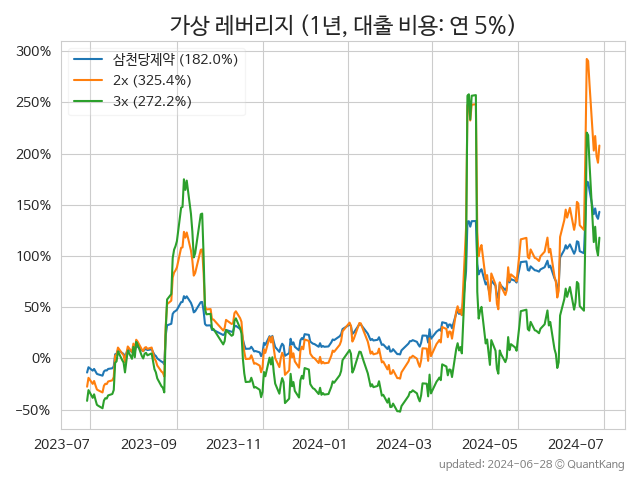 가상 레버리지 (1년, 대출 비용: 연 5%)
삼천당제약 (182.0%)
2x (325.4%)
3x (272.2%)
300%
250%
200%
150%
100%
50%
0%
−50%
2023-07 2023-09 2023-11 2024-01 2024-03 2024-05 2024-07
updated: 2024-06-28 © QuantKang